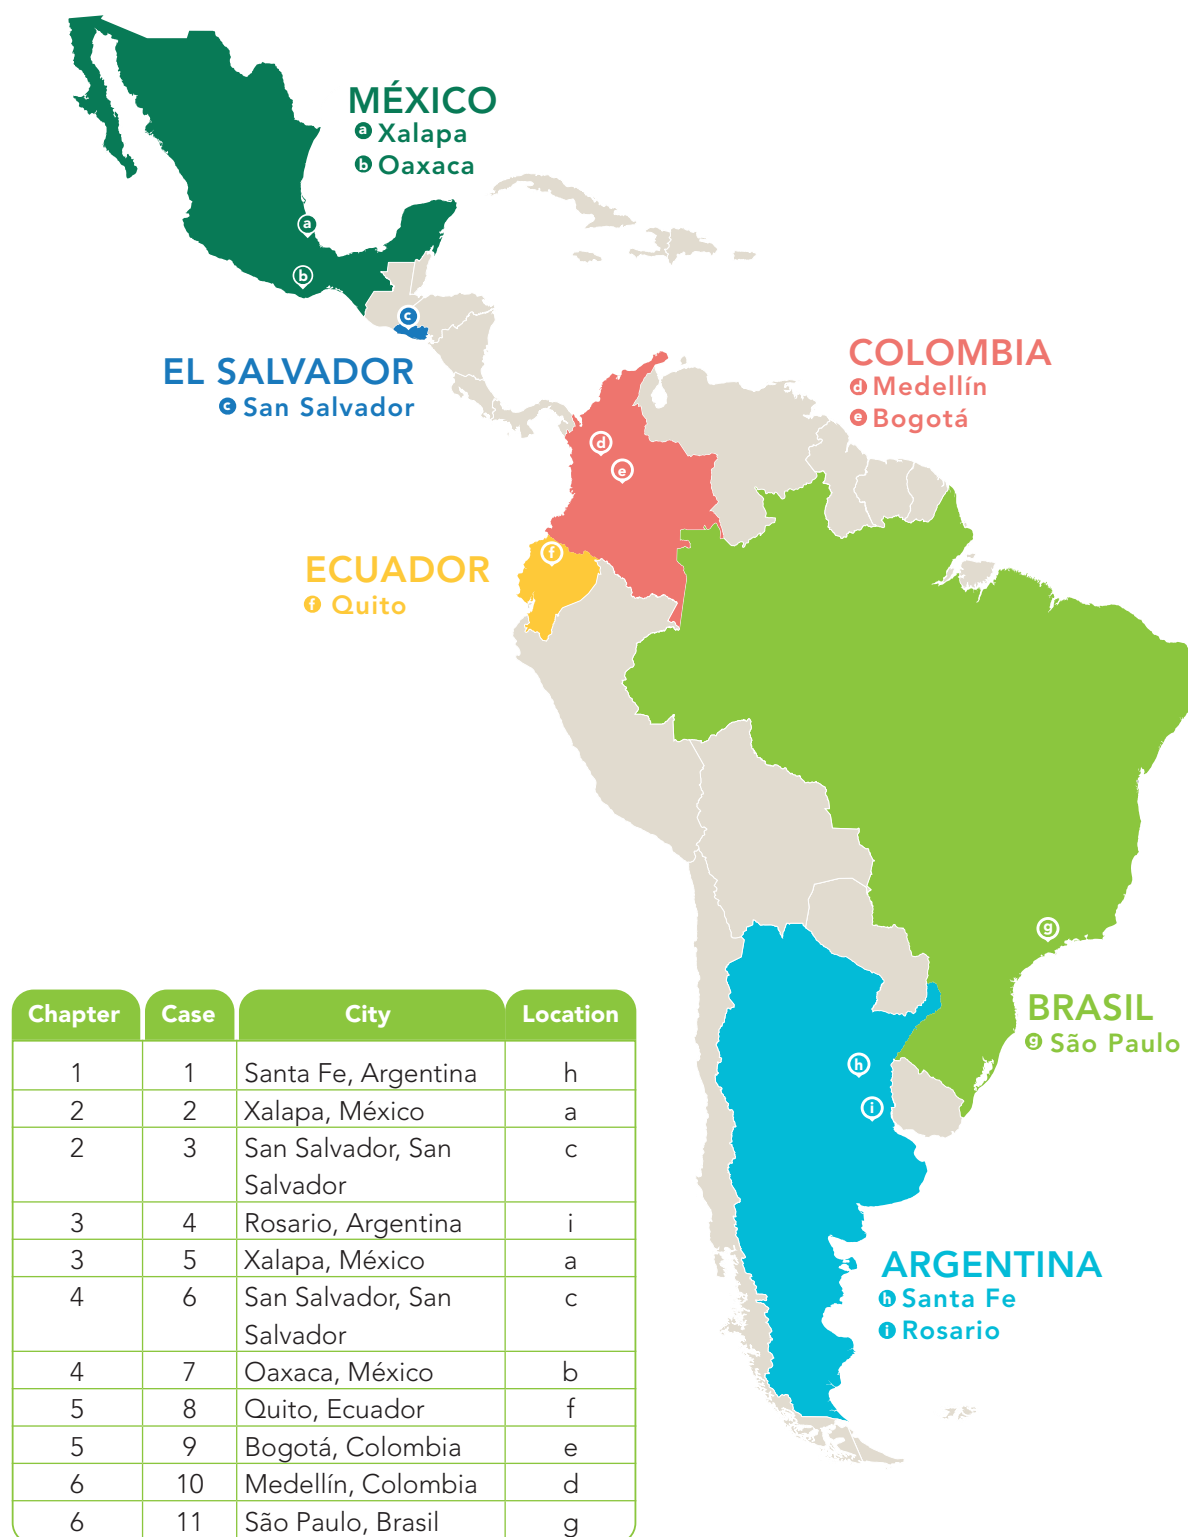 MÉXICO
a Xalapa
b Oaxaca
a
b
c
EL SALVADOR
c San Salvador
COLOMBIA
d Medellín
e Bogotá
d
e
f
ECUADOR
f Quito
g
BRASIL
g São Paulo
h
i
ARGENTINA
h Santa Fe
i Rosario
Chapter Case City Location
1 1 Santa Fe, Argentina h
2 2 Xalapa, México a
2 3 San Salvador, San c
Salvador
3 4 Rosario, Argentina i
3 5 Xalapa, México a
4 6 San Salvador, San c
Salvador
4 7 Oaxaca, México b
5 8 Quito, Ecuador f
5 9 Bogotá, Colombia e
6 10 Medellín, Colombia d
6 11 São Paulo, Brasil g